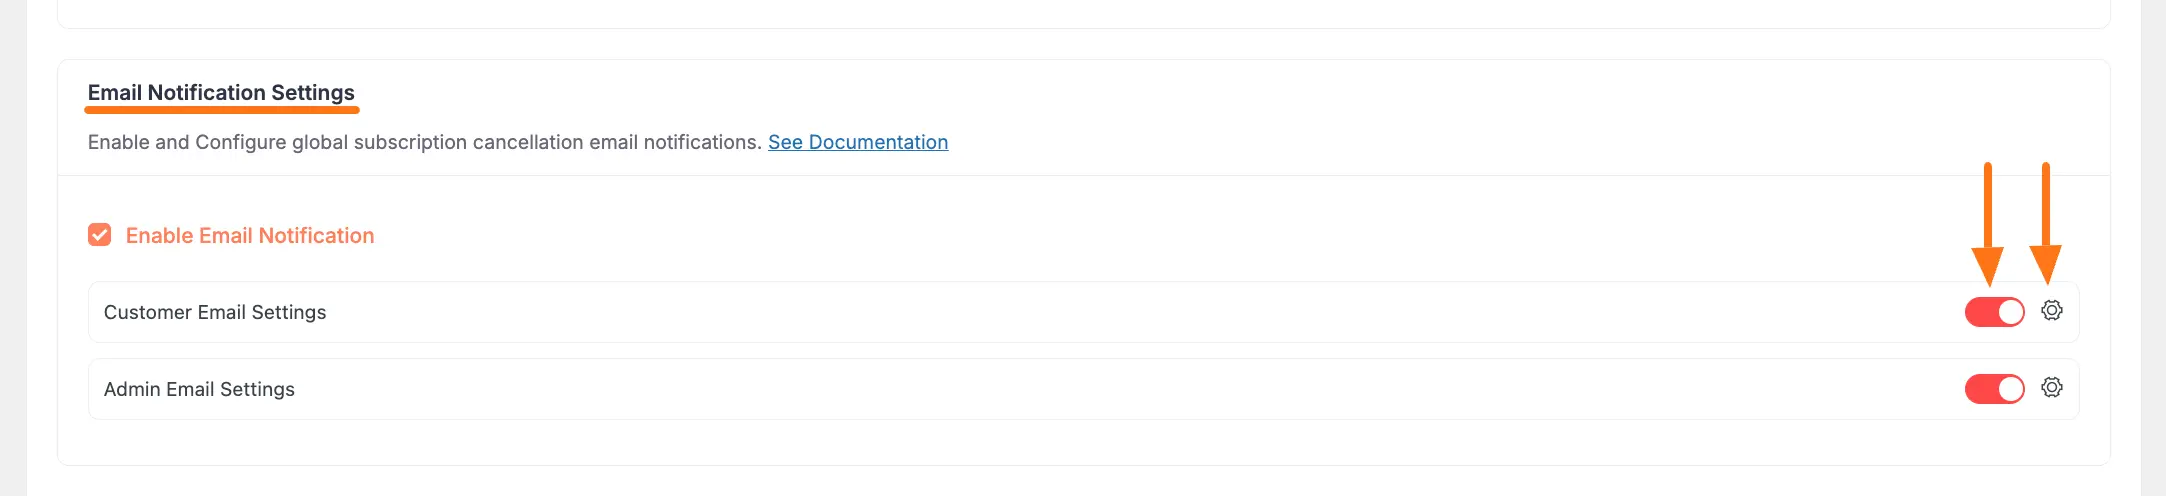 Email Notification Settings
Enable and Configure global subscription cancellation email notifications. See Documentation
Enable Email Notification
Customer Email Settings
Admin Email Settings